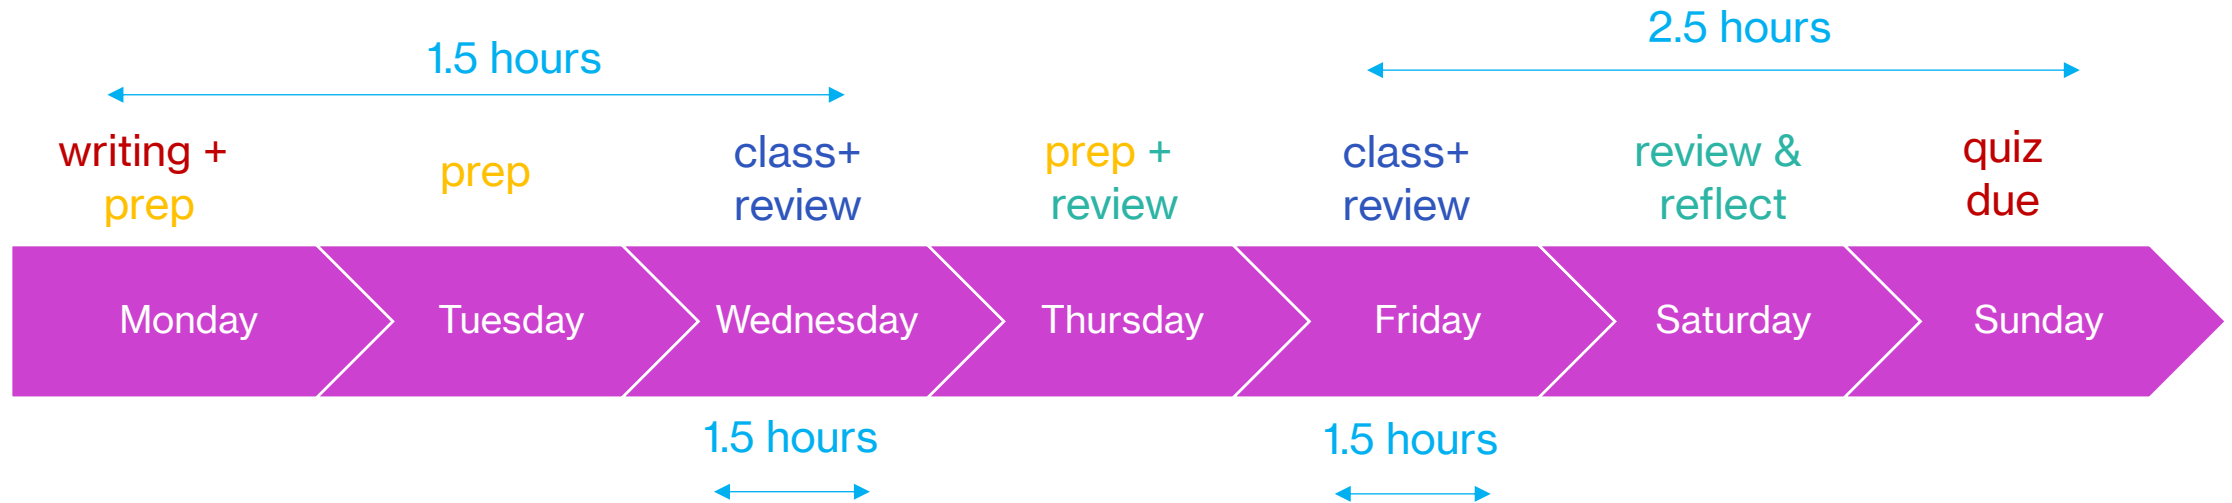 2.5 hours
1.5 hours
writing +
prep
prep
class+
review
prep +
review
class+
review
review &
reflect
quiz
due
Monday
Tuesday
Wednesday
Thursday
Friday
Saturday
Sunday
1.5 hours
1.5 hours